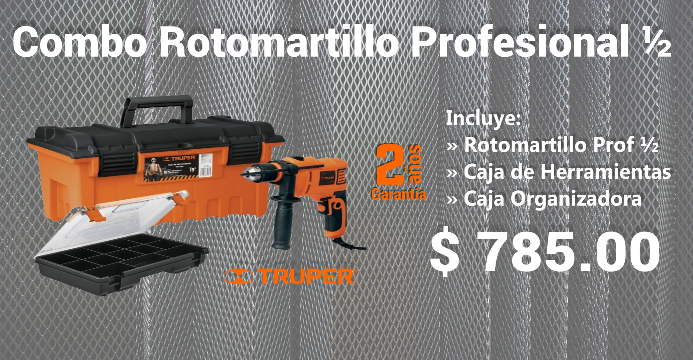 Combo Rotomartillo Profesional ½
Incluye:
» Rotomartillo Prof ½
» Caja de Herramientas
» Caja Organizadora
2 años
Garantía
$ 785.00
TRUPER
TRUPER